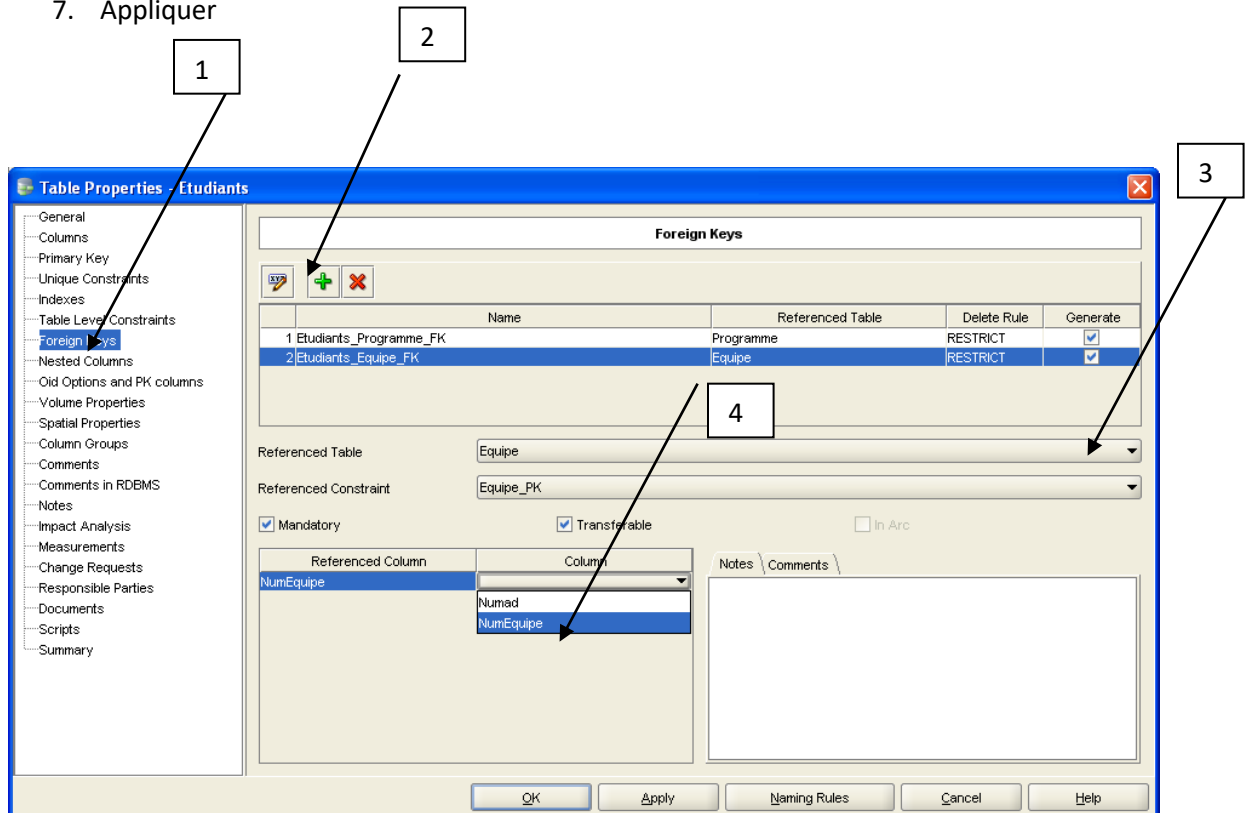 7. Appliquer
2
1
3
Table Properties - Etudiants
General
Columns
Primary Key
Unique Constraints
Indexes
Table Level Constraints
Foreign Keys
Nested Columns
Oid Options and PK columns
Volume Properties
Spatial Properties
Column Groups
Comments
Comments in RDBMS
Notes
Impact Analysis
Measurements
Change Requests
Responsible Parties
Documents
Scripts
Summary
Foreign Keys
Name Referenced Table Delete Rule Generate
1 Etudiants_Programme_FK Programme RESTRICT
2 Etudiants_Equipe_FK Equipe RESTRICT
4
Referenced Table Equipe
Referenced Constraint Equipe_PK
Mandatory Transferable In Arc
Referenced Column Column
NumEquipe
Numad
NumEquipe
Notes Comments
OK Apply Naming Rules Cancel Help